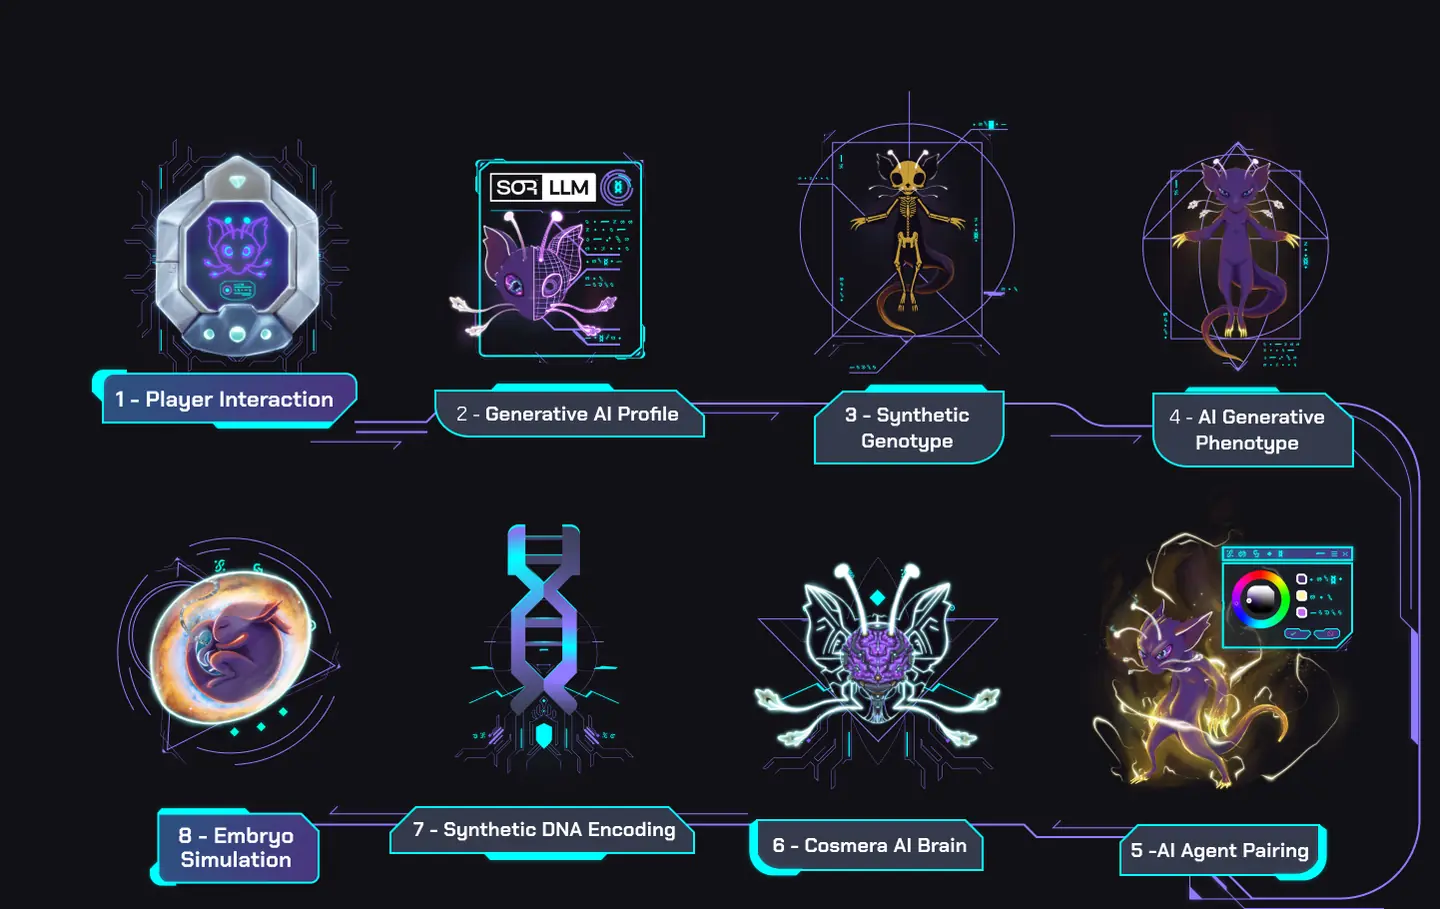 SOR LLM
1 - Player Interaction
2 - Generative AI Profile
3 - Synthetic
Genotype
4 - AI Generative
Phenotype
8 - Embryo
Simulation
7 - Synthetic DNA Encoding
6 - Cosmera AI Brain
5 -AI Agent Pairing